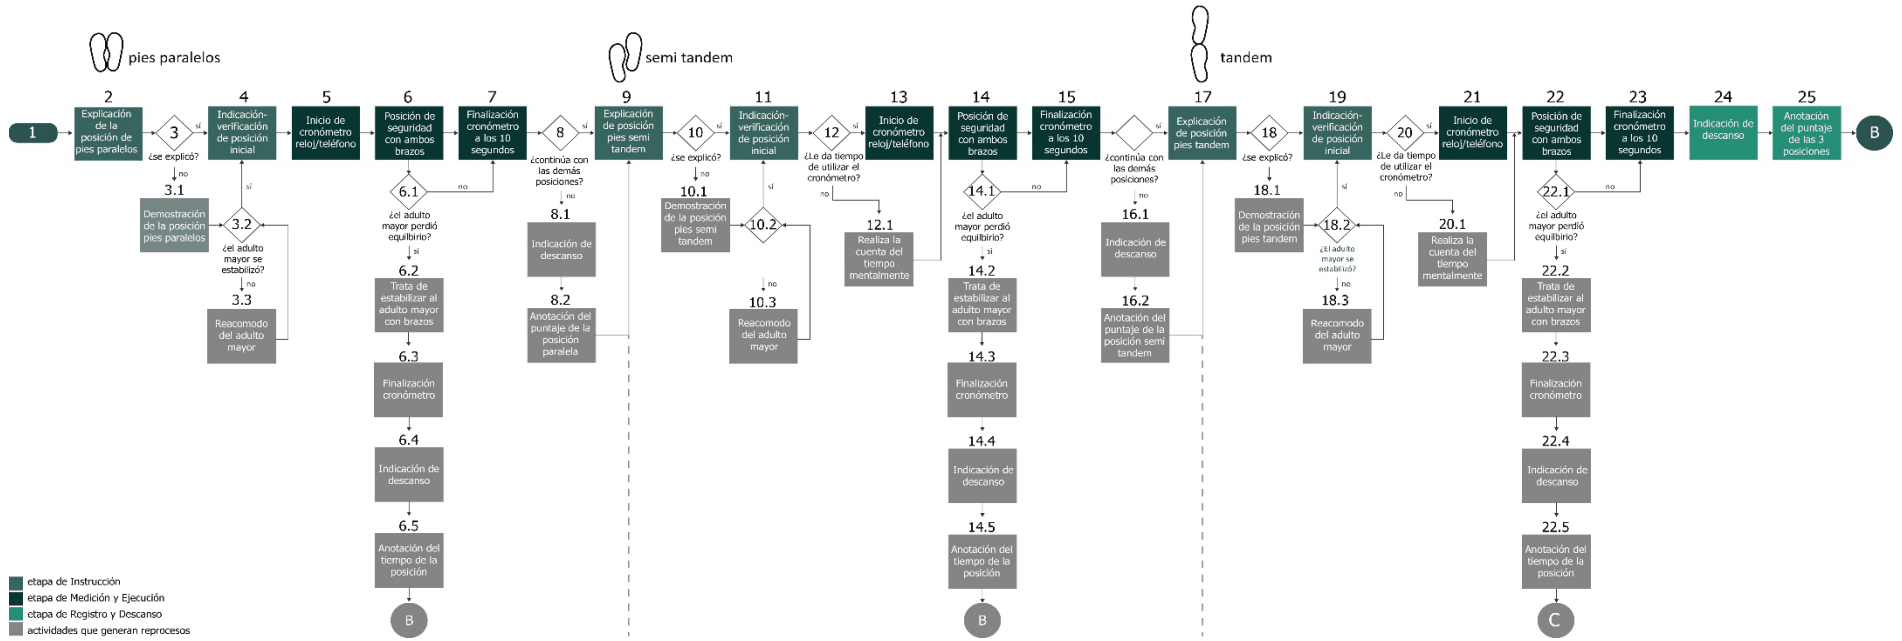 pies paralelos
semi tandem
tandem
1
2
Explicación
de la
posición de
pies paralelos
3
¿se explicó?
sí
no
3.1
Demostración
de la posición
pies paralelos
3.2
¿el adulto
mayor se
estabilizó?
sí
no
3.3
Reacomodo
del adulto
mayor
4
Indicación-
verificación
de posición
inicial
5
Inicio de
cronómetro
reloj/teléfono
6
Posición de
seguridad
con ambos
brazos
6.1
no
¿el adulto
mayor perdió
equilbirio?
si
6.2
Trata de
estabilizar al
adulto mayor
con brazos
6.3
Finalización
cronómetro
6.4
Indicación de
descanso
6.5
Anotación del
tiempo de la
posición
B
7
Finalización
cronómetro
a los 10
segundos
8
sí
¿continúa con
las demás
posiciones?
no
8.1
Indicación de
descanso
8.2
Anotación del
puntaje de la
posición
paralela
9
Explicación
de posición
pies semi
tandem
10
sí
¿se explicó?
no
10.1
Demostración
de la posición
pies semi
tandem
10.2
sí
no
10.3
Reacomodo
del adulto
mayor
11
Indicación-
verificación
de posición
inicial
12
sí
¿Le da tiempo
de utilizar el
cronómetro?
no
12.1
Realiza la
cuenta del
tiempo
mentalmente
13
Inicio de
cronómetro
reloj/teléfono
14
Posición de
seguridad
con ambos
brazos
14.1
no
¿el adulto
mayor perdió
equilbirio?
si
14.2
Trata de
estabilizar al
adulto mayor
con brazos
14.3
Finalización
cronómetro
14.4
Indicación de
descanso
14.5
Anotación del
tiempo de la
posición
B
15
Finalización
cronómetro
a los 10
segundos
sí
¿continúa con
las demás
posiciones?
no
16.1
Indicación de
descanso
16.2
Anotación del
puntaje de la
posición semi
tandem
17
Explicación
de posición
pies tandem
18
sí
¿se explicó?
no
18.1
Demostración
de la posición
pies tandem
18.2
sí
¿El adulto
mayor se
estabilizó?
no
18.3
Reacomodo
del adulto
mayor
19
Indicación-
verificación
de posición
inicial
20
sí
¿Le da tiempo
de utilizar el
cronómetro?
no
20.1
Realiza la
cuenta del
tiempo
mentalmente
21
Inicio de
cronómetro
reloj/teléfono
22
Posición de
seguridad
con ambos
brazos
22.1
no
¿el adulto
mayor perdió
equilbirio?
sí
22.2
Trata de
estabilizar al
adulto mayor
con brazos
22.3
Finalización
cronómetro
22.4
Indicación de
descanso
22.5
Anotación del
tiempo de la
posición
C
23
Finalización
cronómetro
a los 10
segundos
24
Indicación de
descanso
25
Anotación
del puntaje
de las 3
posiciones
B
etapa de Instrucción
etapa de Medición y Ejecución
etapa de Registro y Descanso
actividades que generan reprocesos